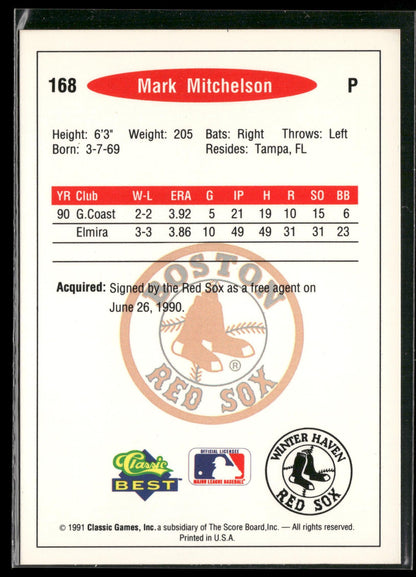 168 Mark Mitchelson P
Height: 6'3" Weight: 205 Bats: Right Throws: Left
Born: 3-7-69 Resides: Tampa, FL
YR Club W-L ERA G IP H R SO BB
90 G.Coast 2-2 3.92 5 21 19 10 15 6
Elmira 3-3 3.86 10 49 49 31 31 23
BOSTON
Acquired: Signed by the Red Sox as a free agent on
June 26, 1990.
®
RED SOX
Classic
BEST
OFFICIAL LICENSEE
MAJOR LEAGUE BASEBALL
WINTER HAVEN
RED SOX
© 1991 Classic Games, Inc. a subsidiary of The Score Board, Inc. — All rights reserved.
Printed in U.S.A.